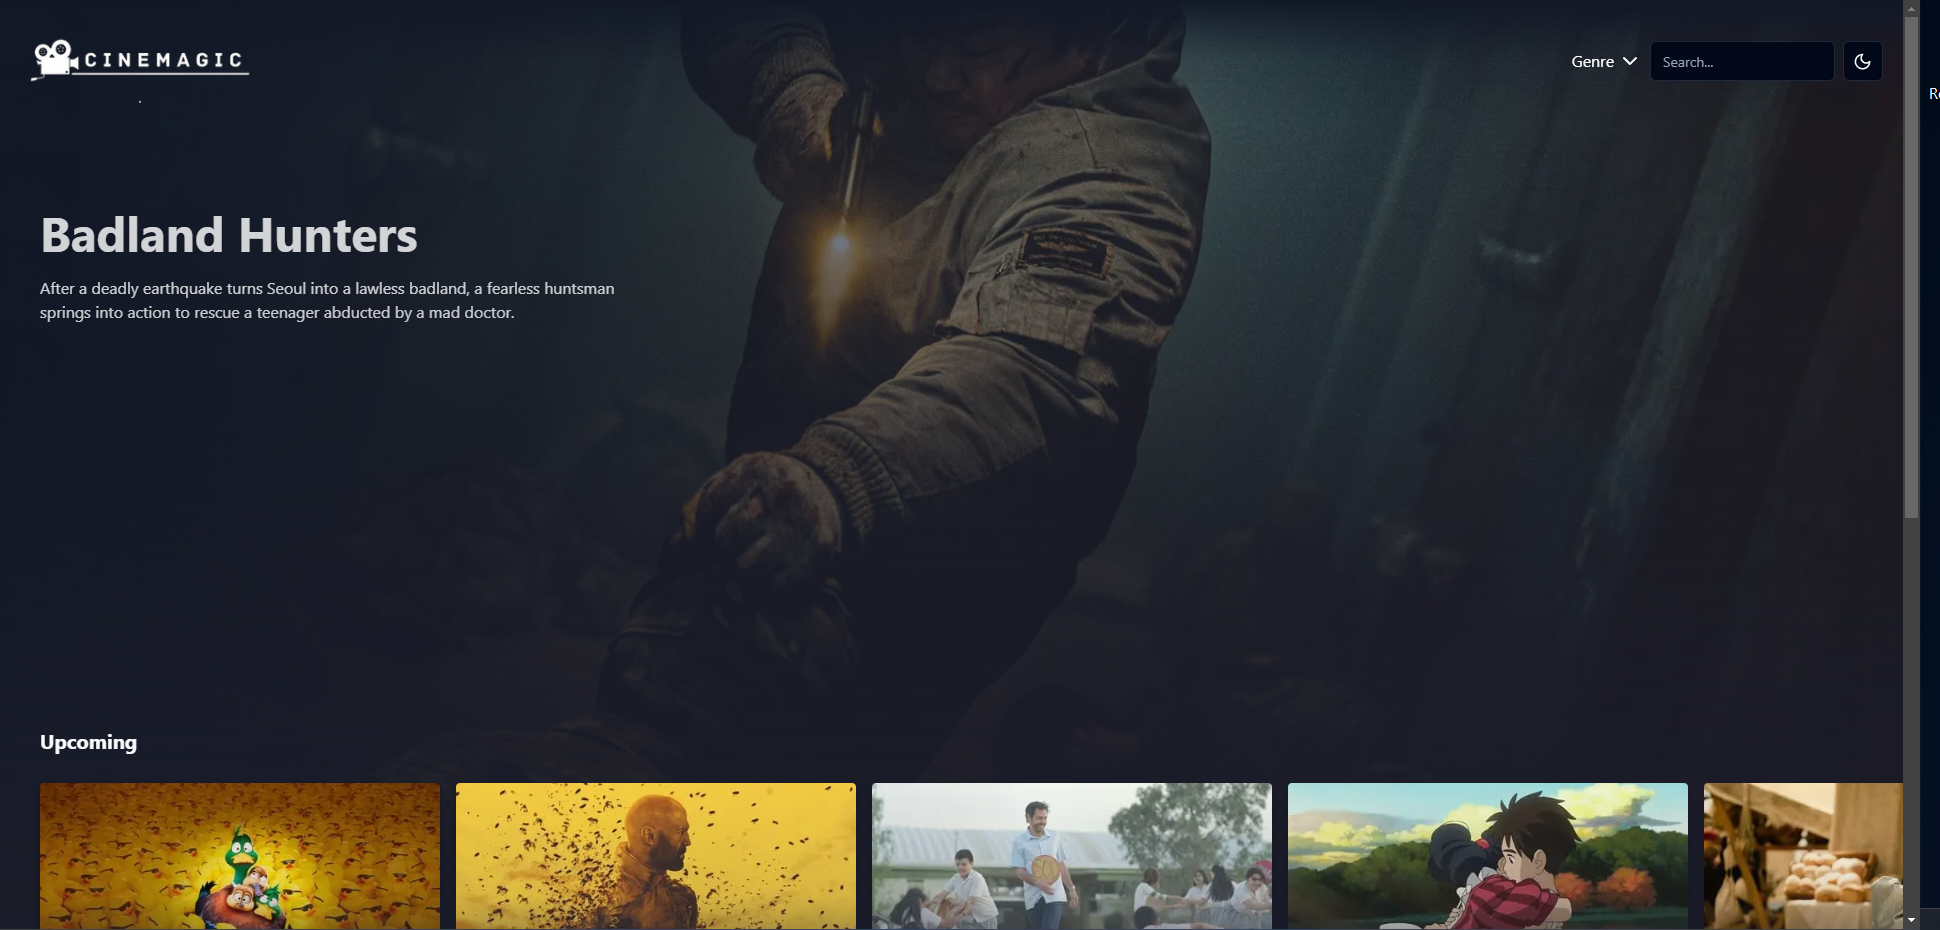 CINEMAGIC
Genre
Search...
Badland Hunters
After a deadly earthquake turns Seoul into a lawless badland, a fearless huntsman
springs into action to rescue a teenager abducted by a mad doctor.
Upcoming